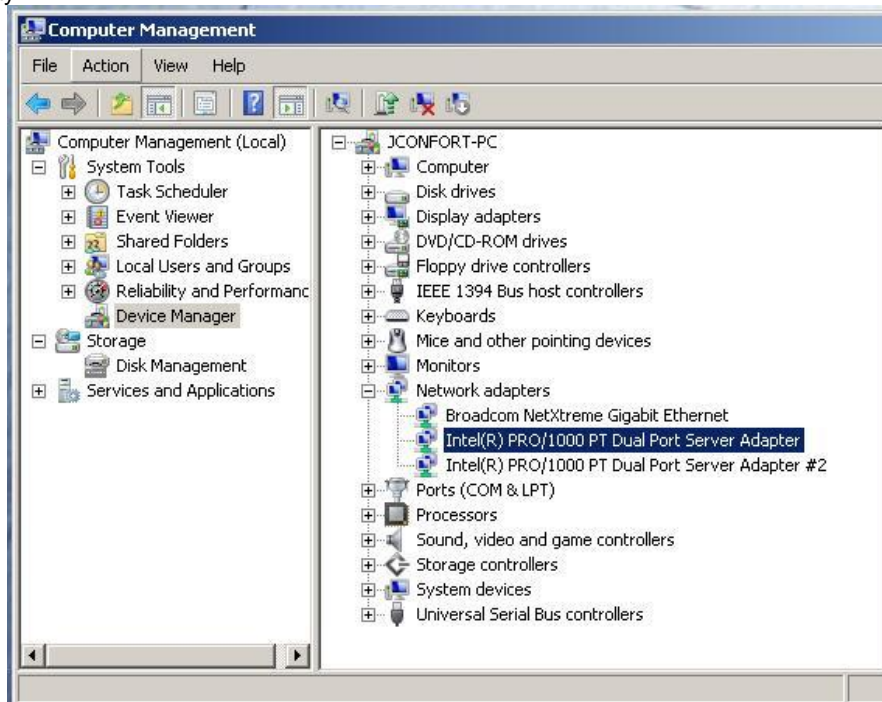 y
Computer Management
File Action View Help
Computer Management (Local)
System Tools
Task Scheduler
Event Viewer
Shared Folders
Local Users and Groups
Reliability and Performanc
Device Manager
Storage
Disk Management
Services and Applications
JCONFORT-PC
Computer
Disk drives
Display adapters
DVD/CD-ROM drives
Floppy drive controllers
IEEE 1394 Bus host controllers
Keyboards
Mice and other pointing devices
Monitors
Network adapters
Broadcom NetXtreme Gigabit Ethernet
Intel(R) PRO/1000 PT Dual Port Server Adapter
Intel(R) PRO/1000 PT Dual Port Server Adapter #2
Ports (COM & LPT)
Processors
Sound, video and game controllers
Storage controllers
System devices
Universal Serial Bus controllers